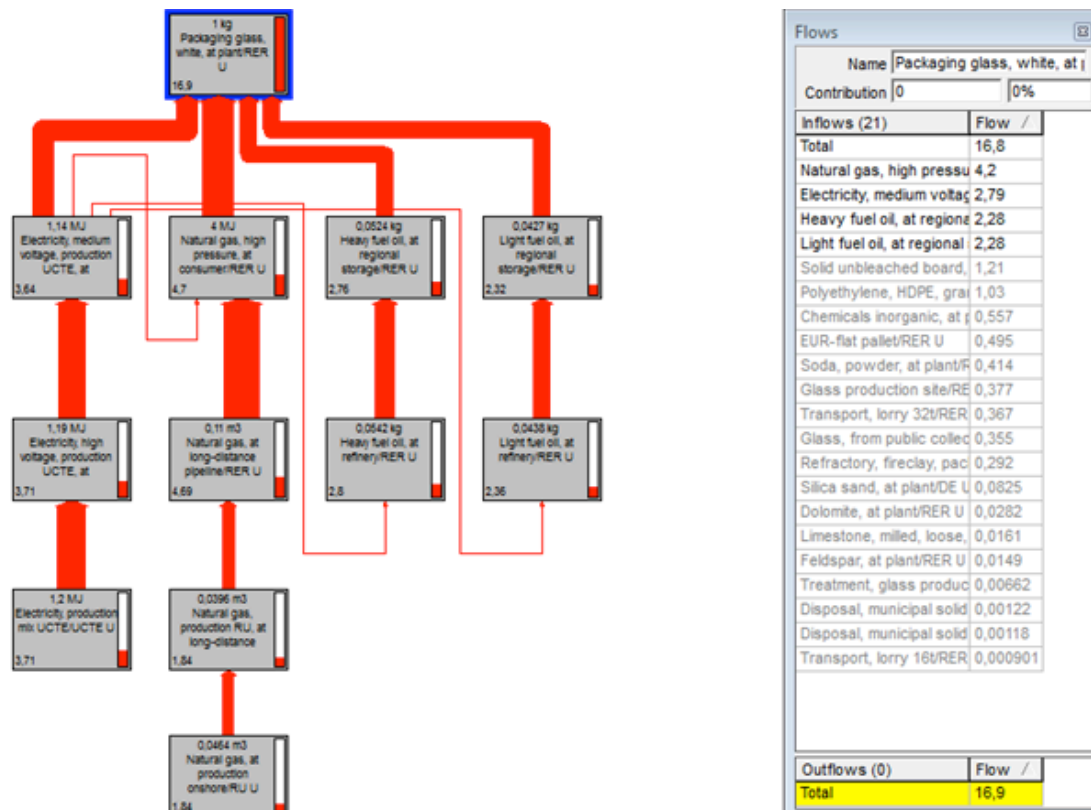 1 kg
Packaging glass,
white, at plant/RER
U
16,9
1,14 MJ
Electricity, medium
voltage, production
UCTE, at
3,64
4 MJ
Natural gas, high
pressure, at
consumer/RER U
4,7
0,0524 kg
Heavy fuel oil, at
regional
storage/RER U
2,76
0,0427 kg
Light fuel oil, at
regional
storage/RER U
2,32
1,19 MJ
Electricity, high
voltage, production
UCTE, at
3,71
0,11 m3
Natural gas, at
long-distance
pipeline/RER U
4,69
0,0542 kg
Heavy fuel oil, at
refinery/RER U
2,8
0,0438 kg
Light fuel oil, at
refinery/RER U
2,36
1,2 MJ
Electricity, production
mix UCTE/UCTE U
3,71
0,0396 m3
Natural gas,
production RU, at
long-distance
1,84
0,0464 m3
Natural gas, at
production
onshore/RU U
1,84
Flows
Name Packaging glass, white, at p
Contribution 0 0%
Inflows (21) Flow /
Total 16,8
Natural gas, high pressu 4,2
Electricity, medium voltag 2,79
Heavy fuel oil, at regiona 2,28
Light fuel oil, at regional 2,28
Solid unbleached board, 1,21
Polyethylene, HDPE, gran 1,03
Chemicals inorganic, at p 0,557
EUR-flat pallet/RER U 0,495
Soda, powder, at plant/R 0,414
Glass production site/RE 0,377
Transport, lorry 32t/RER 0,367
Glass, from public collec 0,355
Refractory, fireclay, pac 0,292
Silica sand, at plant/DE U 0,0825
Dolomite, at plant/RER U 0,0282
Limestone, milled, loose, 0,0161
Feldspar, at plant/RER U 0,0149
Treatment, glass produc 0,00662
Disposal, municipal solid 0,00122
Disposal, municipal solid 0,00118
Transport, lorry 16t/RER 0,000901
Outflows (0) Flow /
Total 16,9